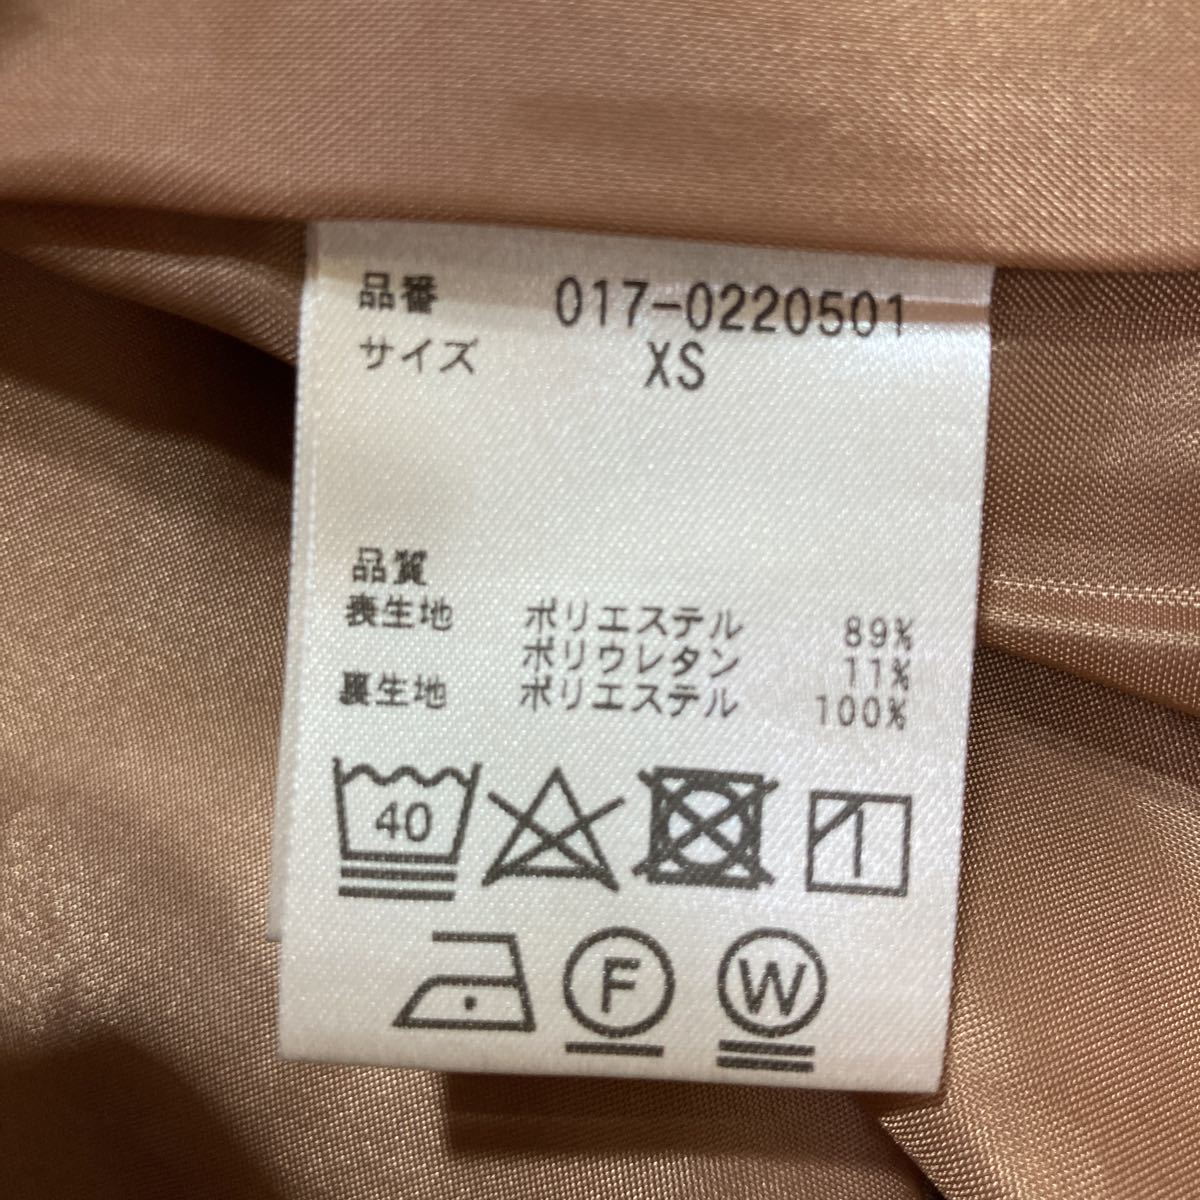 品番 017-0220501
サイズ XS
品質
表生地 ポリエステル 89%
ポリウレタン 11%
裏生地 ポリエステル 100%
40
F W